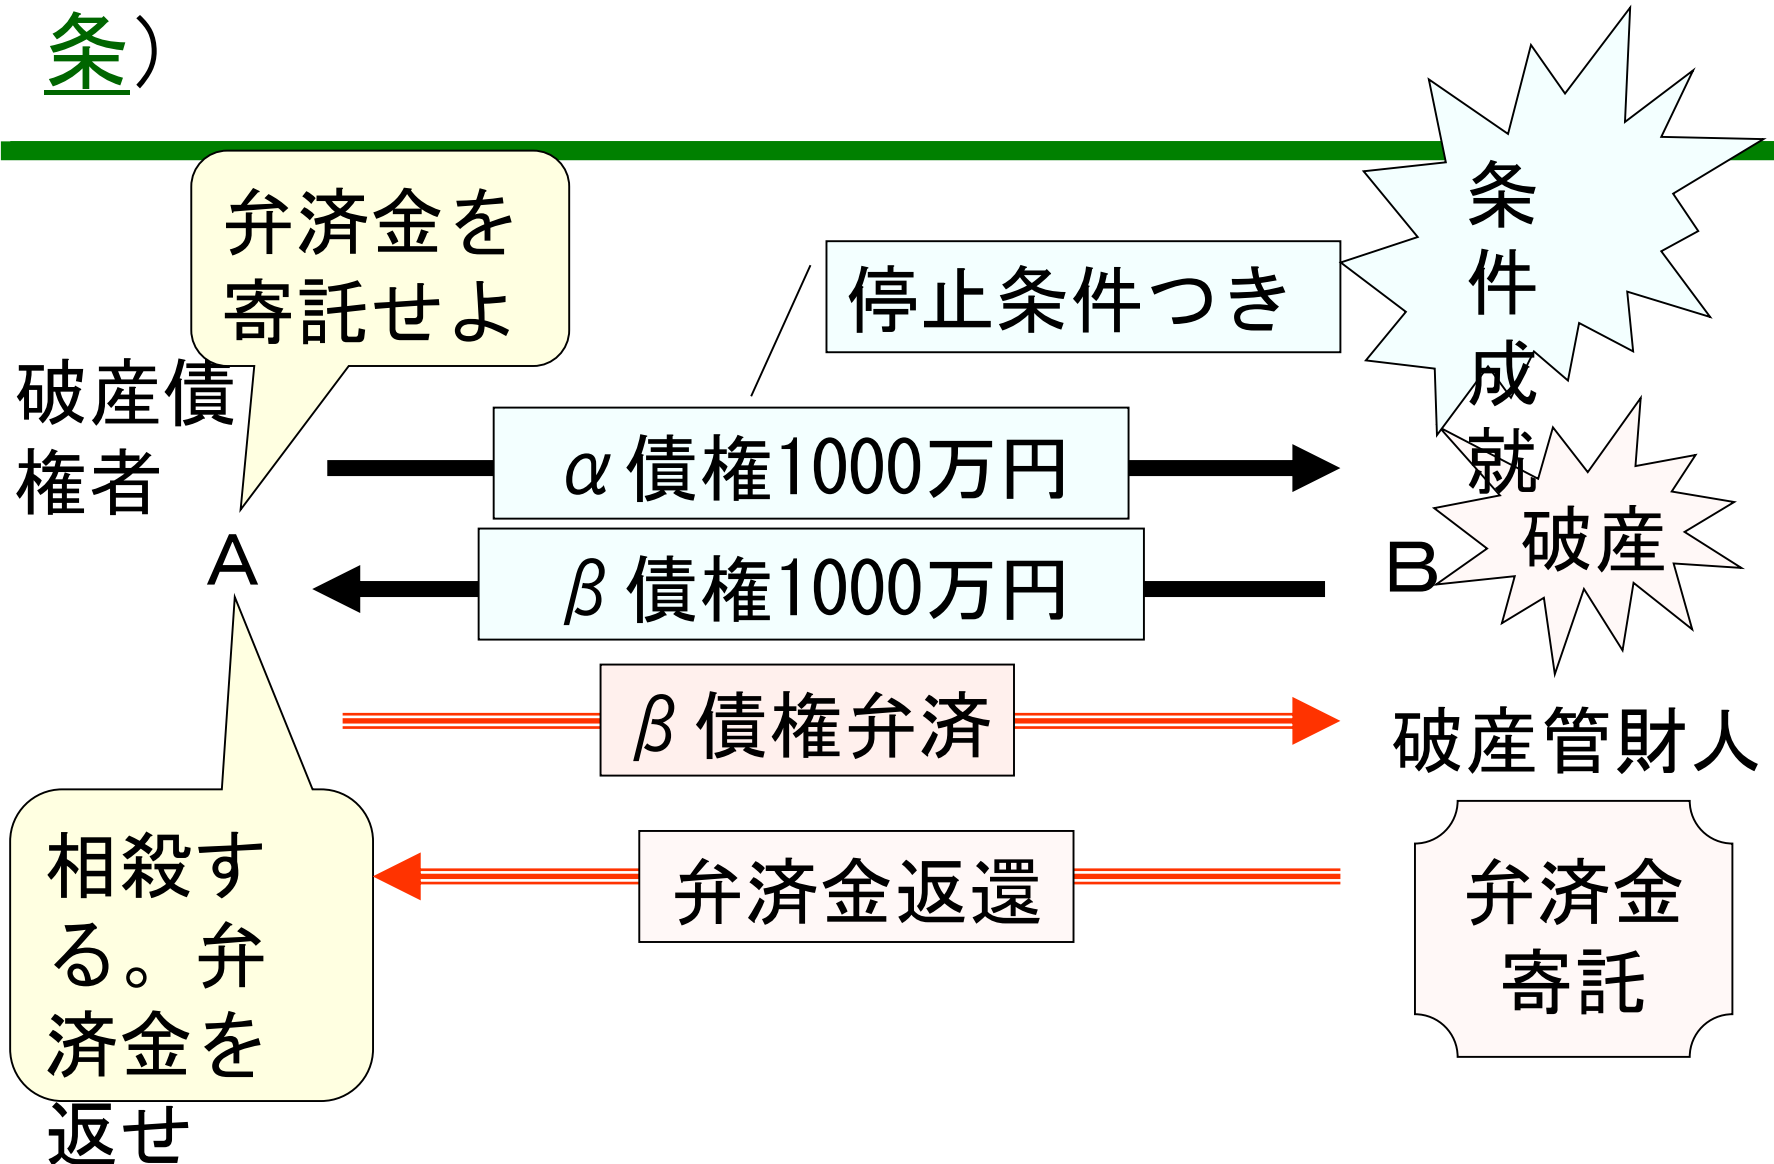 条）
弁済金を
寄託せよ
条
件
成
就
停止条件つき
破産債
権者
α債権1000万円
A
β債権1000万円
B
破産
β債権弁済
破産管財人
相殺す
る。弁
済金を
返せ
弁済金返還
弁済金
寄託